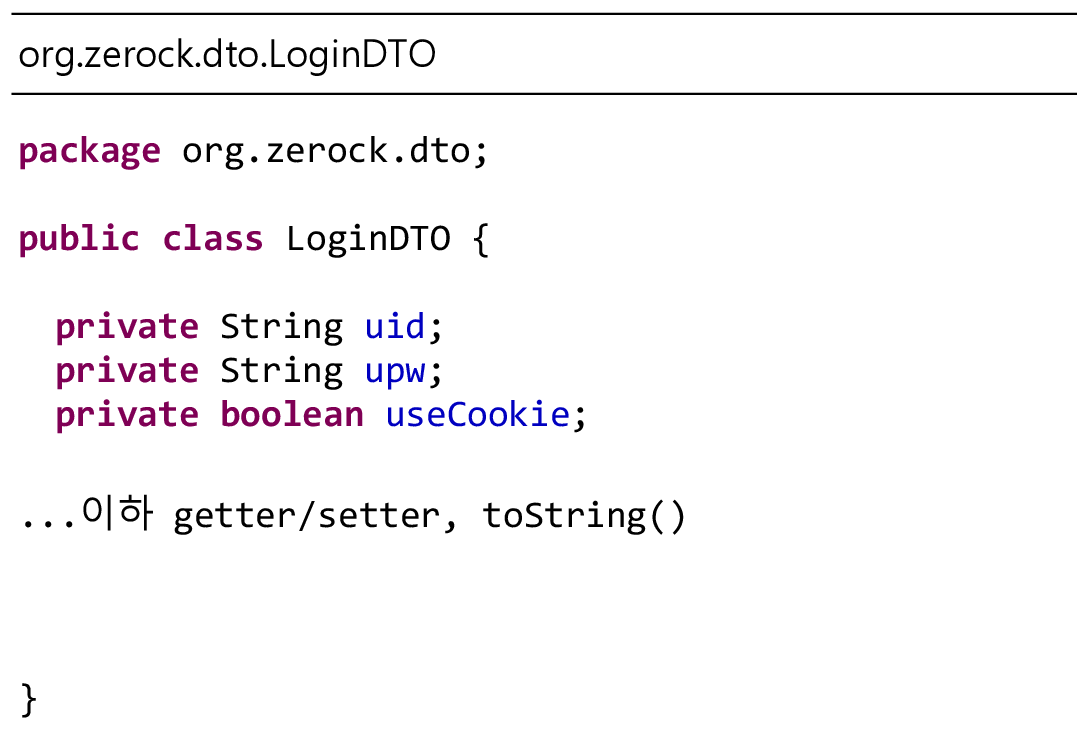 org.zerock.dto.LoginDTO
package org.zerock.dto;
public class LoginDTO {
private String uid;
private String upw;
private boolean useCookie;
...이하 getter/setter, toString()
}